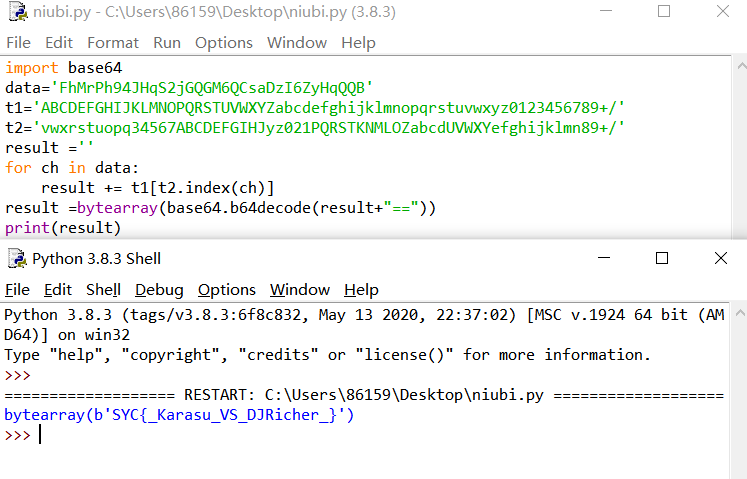 niubi.py - C:\Users\86159\Desktop\niubi.py (3.8.3)
File Edit Format Run Options Window Help
import base64
data='FhMrPh94JHqS2jGQGM6QCsaDzI6ZyHqQQB'
t1='ABCDEFGHIJKLMNOPQRSTUVWXYZabcdefghijklmnopqrstuvwxyz0123456789+/'
t2='vwxrstuopq34567ABCDEFGIHJyz021PQRSTKNMLOZabcdUVWXYefghijklmn89+/'
result =''
for ch in data:
    result += t1[t2.index(ch)]
result =bytearray(base64.b64decode(result+"=="))
print(result)
Python 3.8.3 Shell
File Edit Shell Debug Options Window Help
Python 3.8.3 (tags/v3.8.3:6f8c832, May 13 2020, 22:37:02) [MSC v.1924 64 bit (AM
D64)] on win32
Type "help", "copyright", "credits" or "license()" for more information.
>>>
=================== RESTART: C:\Users\86159\Desktop\niubi.py ===================
bytearray(b'SYC{_Karasu_VS_DJRicher_}')
>>>